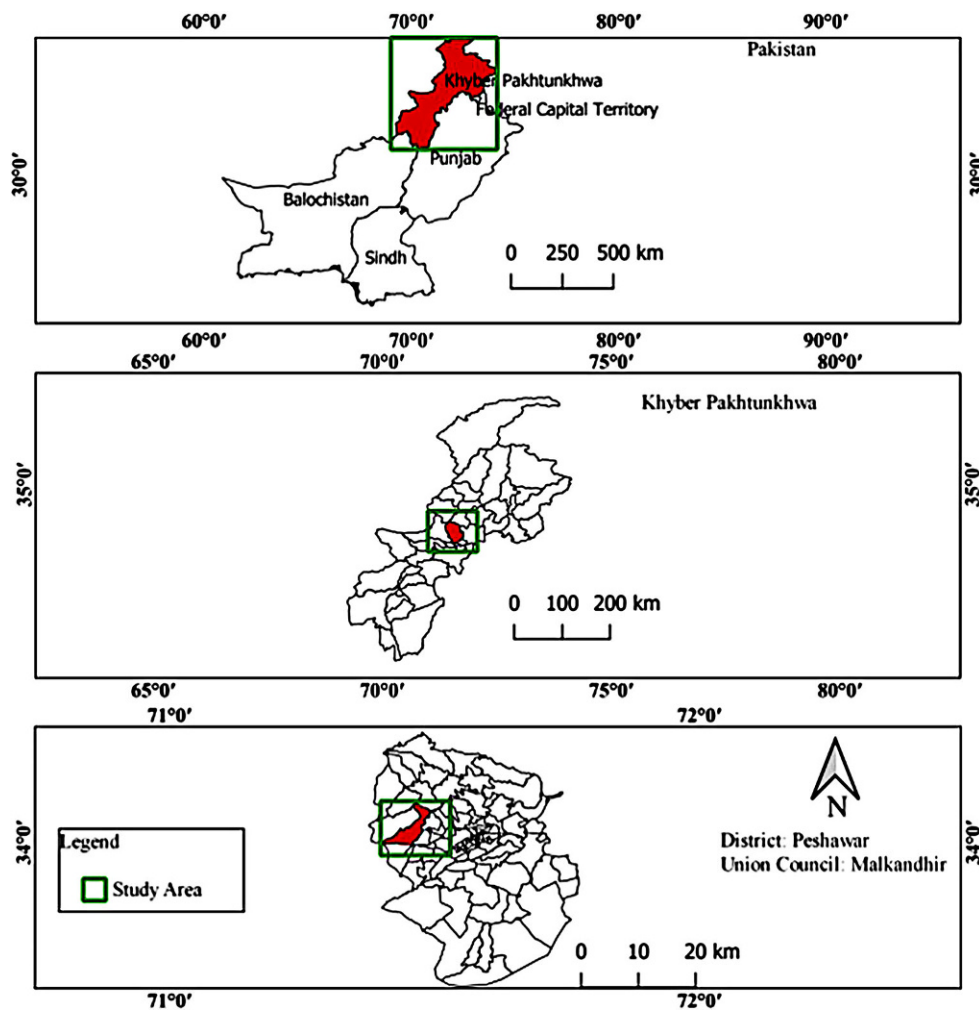 60°0′ 70°0′ 80°0′ 90°0′
Pakistan
Khyber Pakhtunkhwa
Federal Capital Territory
30°0′ 30°0′
Punjab
Balochistan
Sindh
0 250 500 km
60°0′ 70°0′ 80°0′ 90°0′
65°0′ 70°0′ 75°0′ 80°0′
Khyber Pakhtunkhwa
35°0′ 35°0′
0 100 200 km
65°0′ 70°0′ 75°0′ 80°0′
71°0′ 72°0′
N
34°0′ 34°0′
District: Peshawar
Union Council: Malkandhir
Legend
Study Area
0 10 20 km
71°0′ 72°0′